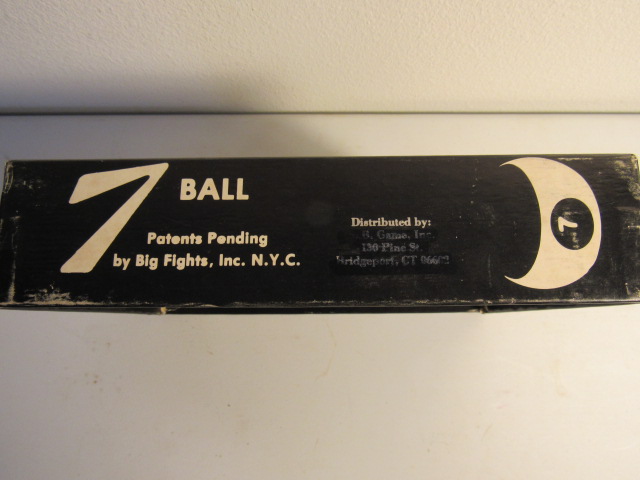 7 BALL
Patents Pending
by Big Fights, Inc. N.Y.C.
Distributed by:
Game, Inc.
130 Pine St
Bridgeport, CT
7